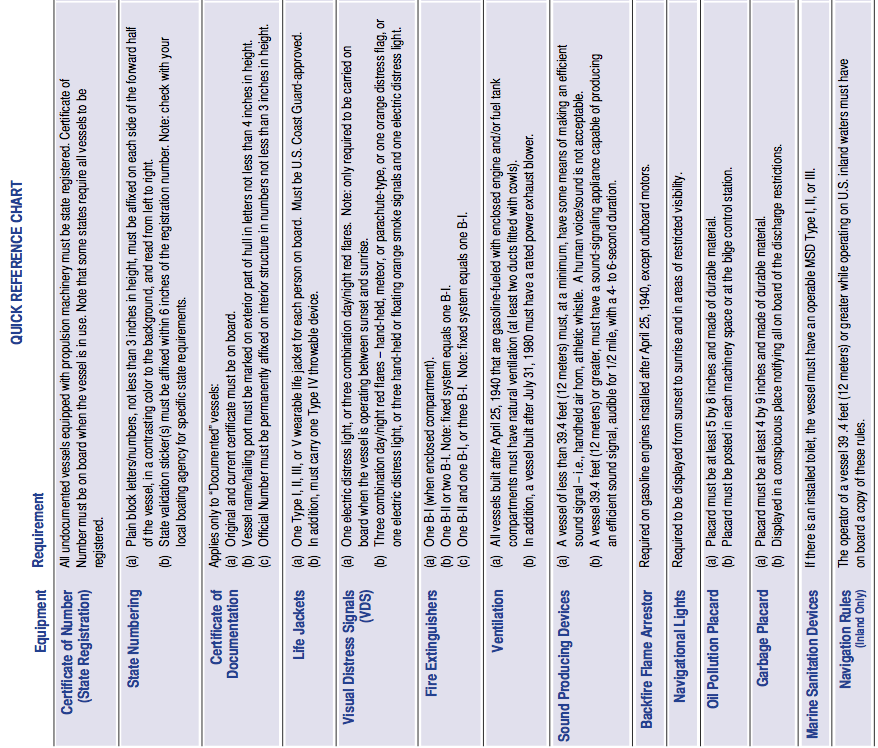 QUICK REFERENCE CHART
Equipment
Requirement
Certificate of Number
(State Registration)
All undocumented vessels equipped with propulsion machinery must be state registered. Certificate of
Number must be on board when the vessel is in use. Note that some states require all vessels to be
registered.
State Numbering
(a) Plain block letters/numbers, not less than 3 inches in height, must be affixed on each side of the forward half
of the vessel, in a contrasting color to the background, and read from left to right.
(b) State validation sticker(s) must be affixed within 6 inches of the registration number. Note: check with your
local boating agency for specific state requirements.
Certificate of
Documentation
Applies only to "Documented" vessels:
(a) Original and current certificate must be on board.
(b) Vessel name/hailing port must be marked on exterior part of hull in letters not less than 4 inches in height.
(c) Official Number must be permanently affixed on interior structure in numbers not less than 3 inches in height.
Life Jackets
(a) One Type I, II, III, or V wearable life jacket for each person on board. Must be U.S. Coast Guard-approved.
(b) In addition, must carry one Type IV throwable device.
Visual Distress Signals
(VDS)
(a) One electric distress light, or three combination day/night red flares. Note: only required to be carried on
board when the vessel is operating between sunset and sunrise.
(b) Three combination day/night red flares – hand-held, meteor, or parachute-type, or one orange distress flag, or
one electric distress light, or three hand-held or floating orange smoke signals and one electric distress light.
Fire Extinguishers
(a) One B-I (when enclosed compartment).
(b) One B-II or two B-I. Note: fixed system equals one B-I.
(c) One B-II and one B-I, or three B-I. Note: fixed system equals one B-I.
Ventilation
(a) All vessels built after April 25, 1940 that are gasoline-fueled with enclosed engine and/or fuel tank
compartments must have natural ventilation (at least two ducts fitted with cowls).
(b) In addition, a vessel built after July 31, 1980 must have a rated power exhaust blower.
Sound Producing Devices
(a) A vessel of less than 39.4 feet (12 meters) must, at a minimum, have some means of making an efficient
sound signal – i.e., handheld air horn, athletic whistle. A human voice/sound is not acceptable.
(b) A vessel 39.4 feet (12 meters) or greater, must have a sound-signaling appliance capable of producing
an efficient sound signal, audible for 1/2 mile, with a 4- to 6-second duration.
Backfire Flame Arrestor
Required on gasoline engines installed after April 25, 1940, except outboard motors.
Navigational Lights
Required to be displayed from sunset to sunrise and in areas of restricted visibility.
Oil Pollution Placard
(a) Placard must be at least 5 by 8 inches and made of durable material.
(b) Placard must be posted in each machinery space or at the bilge control station.
Garbage Placard
(a) Placard must be at least 4 by 9 inches and made of durable material.
(b) Displayed in a conspicuous place notifying all on board of the discharge restrictions.
Marine Sanitation Devices
If there is an installed toilet, the vessel must have an operable MSD Type I, II, or III.
Navigation Rules
(Inland Only)
The operator of a vessel 39 .4 feet (12 meters) or greater while operating on U.S. inland waters must have
on board a copy of these rules.